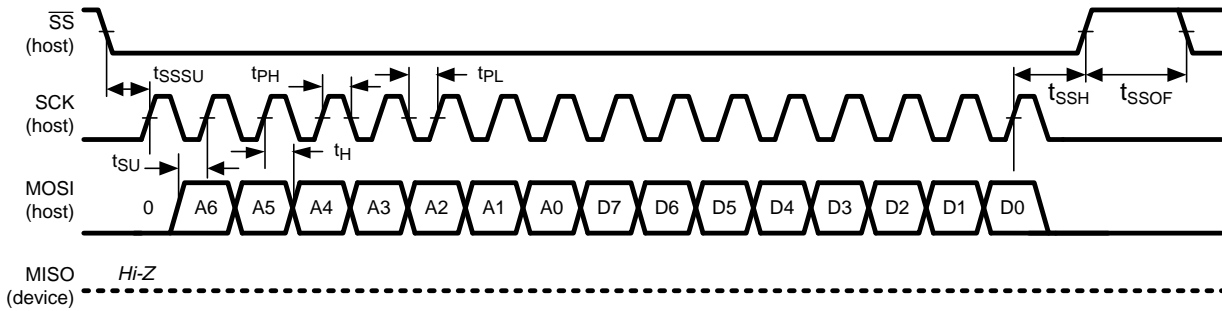 SS
(host)
tSSSU
tPH
tPL
tSSH
tSSOF
SCK
(host)
tSU
tH
MOSI
(host)
0 A6 A5 A4 A3 A2 A1 A0 D7 D6 D5 D4 D3 D2 D1 D0
MISO
(device)
Hi-Z